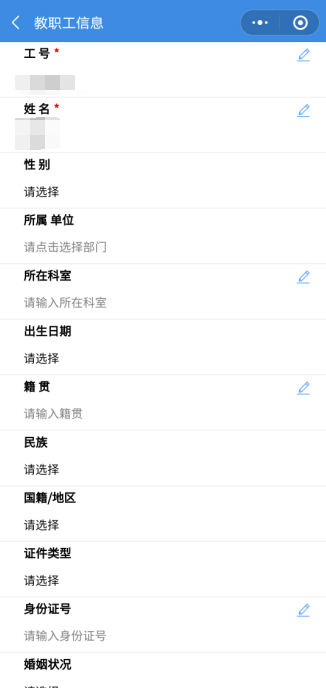 教职工信息
工 号 *
姓 名 *
性 别
请选择
所属 单位
请点击选择部门
所在科室
请输入所在科室
出生日期
请选择
籍 贯
请输入籍贯
民族
请选择
国籍/地区
请选择
证件类型
请选择
身份证号
请输入身份证号
婚姻状况